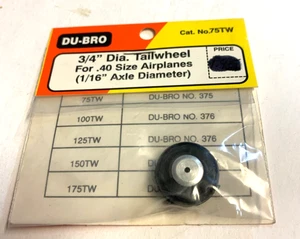 DU-BRO
Cat. No.75TW
3/4" Dia. Tailwheel
For .40 Size Airplanes
(1/16" Axle Diameter)
PRICE
75TW DU-BRO NO. 375
100TW DU-BRO NO. 376
125TW DU-BRO NO. 376
150TW
175TW